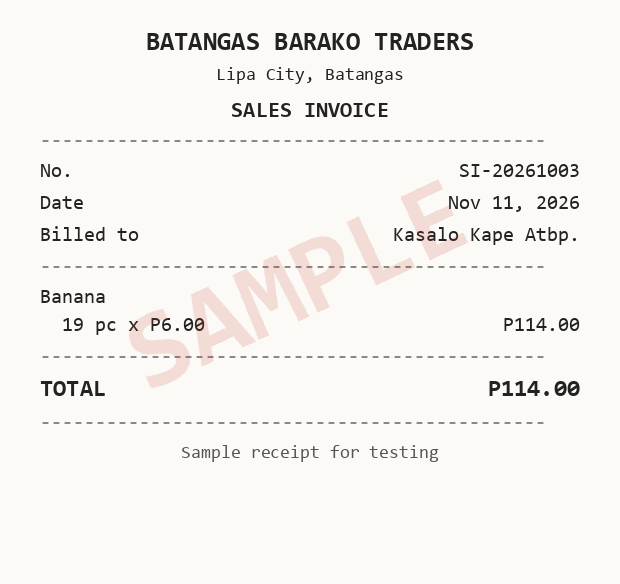 BATANGAS BARAKO TRADERS
Lipa City, Batangas
SALES INVOICE
----------------------------------------------
No. SI-20261003
Date Nov 11, 2026
Billed to Kasalo Kape Atbp.
----------------------------------------------
Banana
19 pc x P6.00 P114.00
----------------------------------------------
TOTAL P114.00
----------------------------------------------
Sample receipt for testing
SAMPLE